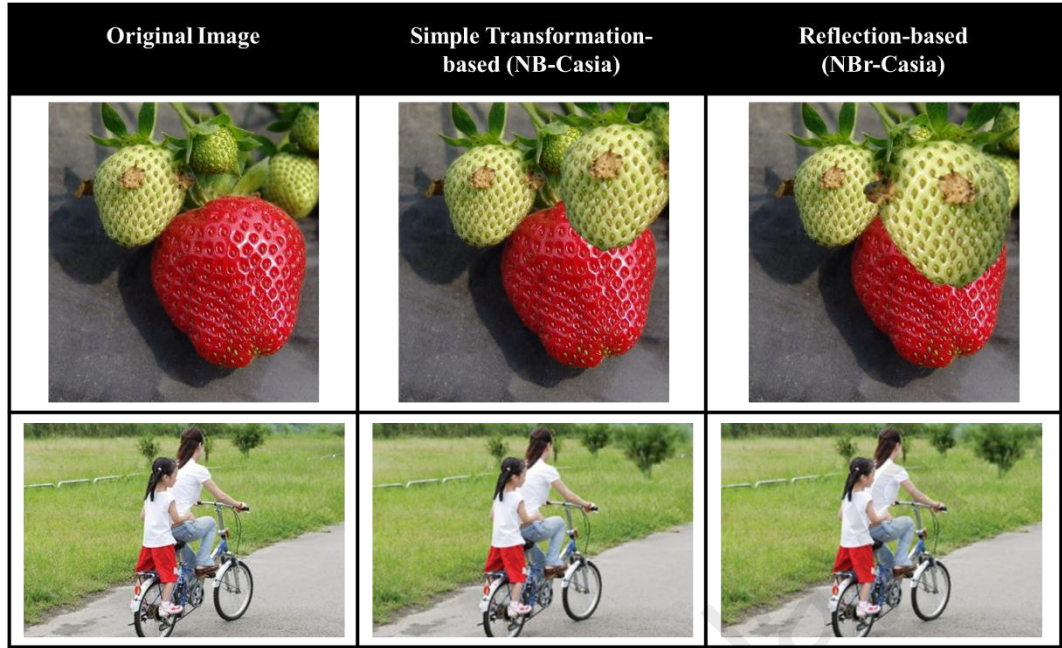 Original Image
Simple Transformation-
based (NB-Casia)
Reflection-based
(NBr-Casia)